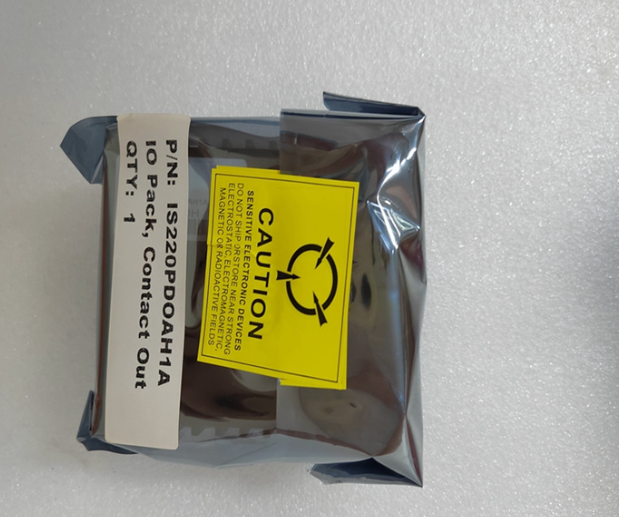 P/N: IS220PDOAH1A
IO Pack, Contact Out
QTY: 1
CAUTION
SENSITIVE ELECTRONIC DEVICES
DO NOT SHIP OR STORE NEAR STRONG
ELECTROSTATIC, ELECTROMAGNETIC,
MAGNETIC OR RADIOACTIVE FIELDS